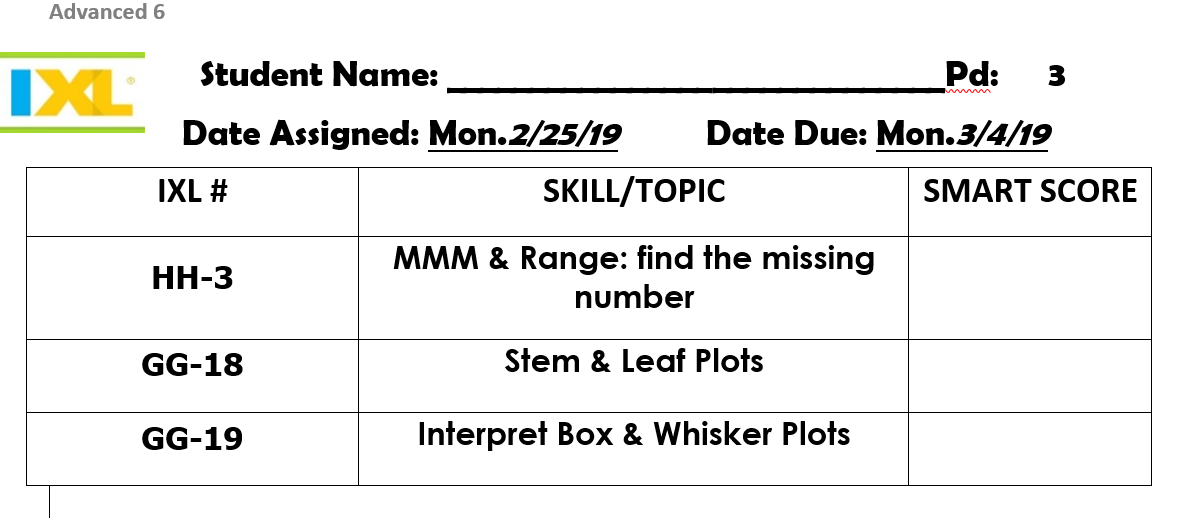 Advanced 6
IXL®
Student Name: ______________________________Pd: 3
Date Assigned: Mon.2/25/19 Date Due: Mon.3/4/19
IXL # SKILL/TOPIC SMART SCORE
HH-3 MMM & Range: find the missing
number
GG-18 Stem & Leaf Plots
GG-19 Interpret Box & Whisker Plots